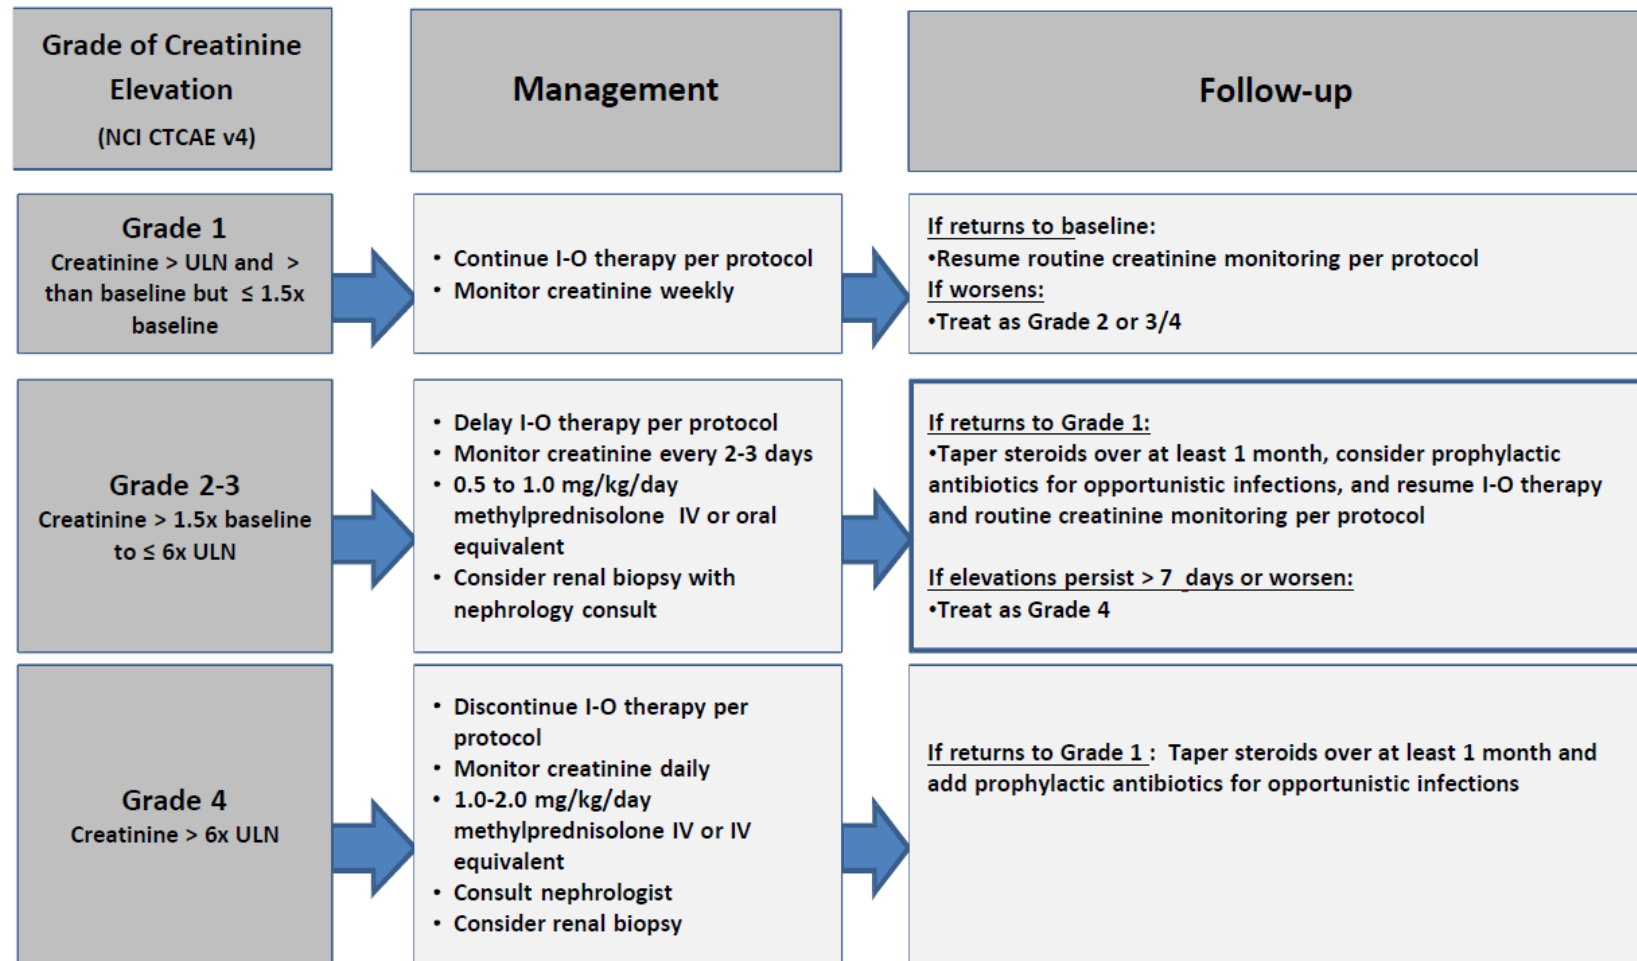 Grade of Creatinine
Elevation
(NCI CTCAE v4)
Management
Follow-up
Grade 1
Creatinine > ULN and  >
than baseline but  ≤ 1.5x
baseline
• Continue I-O therapy per protocol
• Monitor creatinine weekly
If returns to baseline:
•Resume routine creatinine monitoring per protocol
If worsens:
•Treat as Grade 2 or 3/4
Grade 2-3
Creatinine > 1.5x baseline
to ≤ 6x ULN
• Delay I-O therapy per protocol
• Monitor creatinine every 2-3 days
• 0.5 to 1.0 mg/kg/day
methylprednisolone  IV or oral
equivalent
• Consider renal biopsy with
nephrology consult
If returns to Grade 1:
•Taper steroids over at least 1 month, consider prophylactic
antibiotics for opportunistic infections, and resume I-O therapy
and routine creatinine monitoring per protocol
If elevations persist > 7 _days or worsen:
•Treat as Grade 4
Grade 4
Creatinine > 6x ULN
• Discontinue I-O therapy per
protocol
• Monitor creatinine daily
• 1.0-2.0 mg/kg/day
methylprednisolone IV or IV
equivalent
• Consult nephrologist
• Consider renal biopsy
If returns to Grade 1 :  Taper steroids over at least 1 month and
add prophylactic antibiotics for opportunistic infections